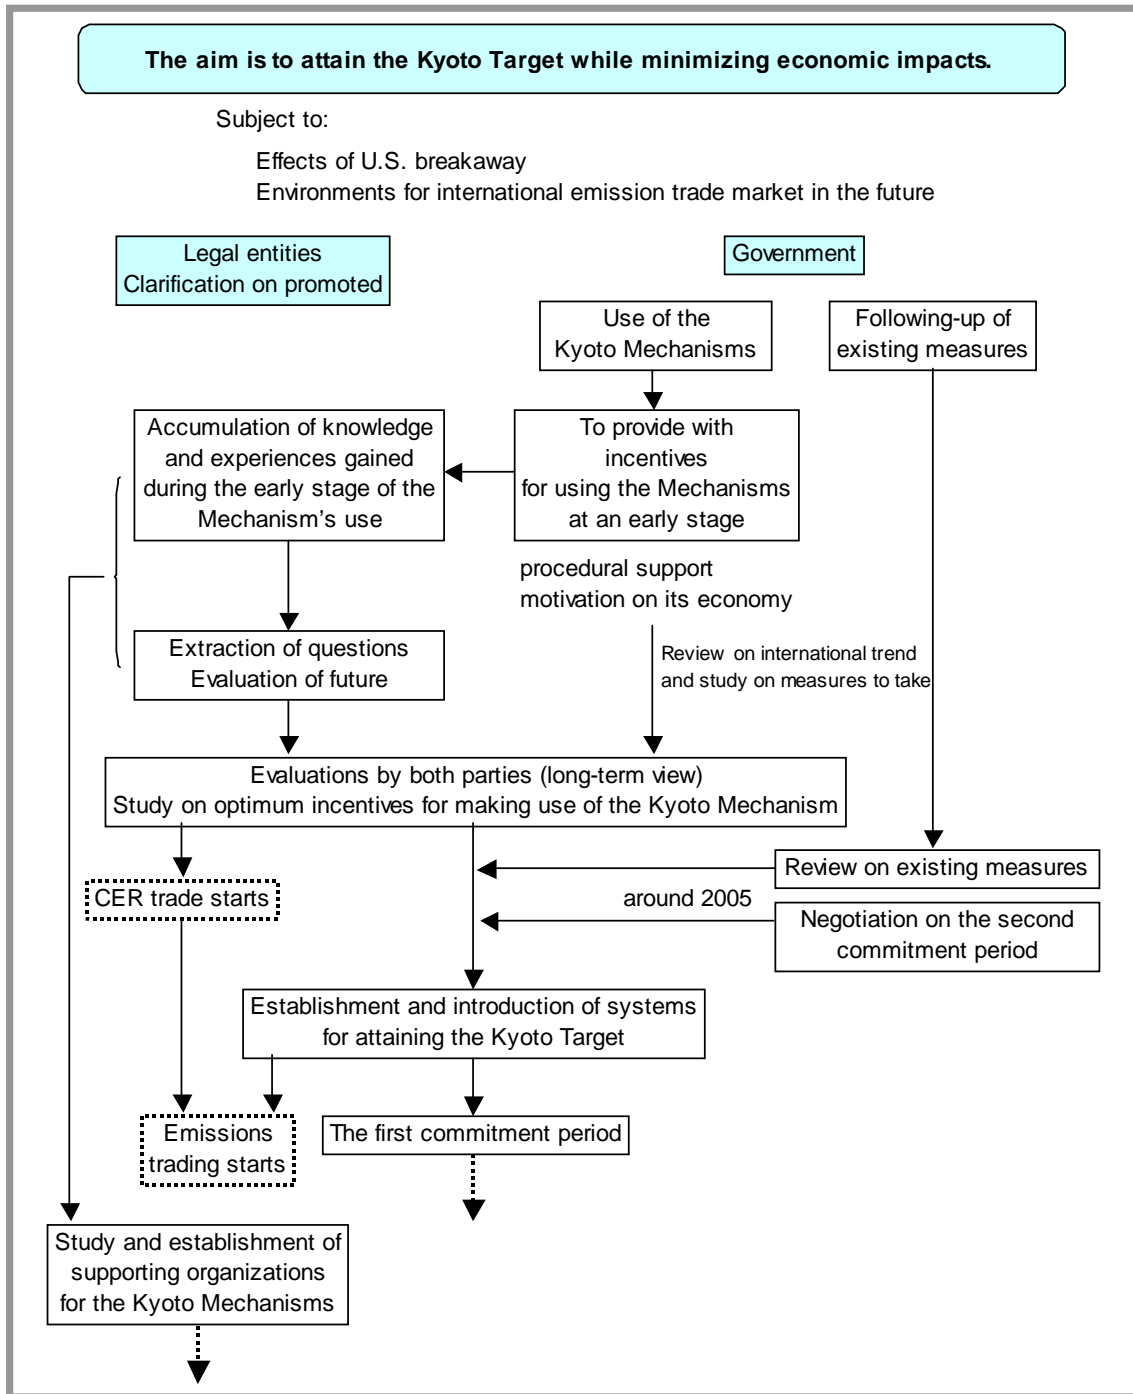 The aim is to attain the Kyoto Target while minimizing economic impacts.
Subject to:
Effects of U.S. breakaway
Environments for international emission trade market in the future
Legal entities
Clarification on promoted
Government
Use of the
Kyoto Mechanisms
Following-up of
existing measures
Accumulation of knowledge
and experiences gained
during the early stage of the
Mechanism's use
To provide with
incentives
for using the Mechanisms
at an early stage
procedural support
motivation on its economy
Extraction of questions
Evaluation of future
Review on international trend
and study on measures to take
Evaluations by both parties (long-term view)
Study on optimum incentives for making use of the Kyoto Mechanism
Review on existing measures
CER trade starts
around 2005
Negotiation on the second
commitment period
Establishment and introduction of systems
for attaining the Kyoto Target
Emissions
trading starts
The first commitment period
Study and establishment of
supporting organizations
for the Kyoto Mechanisms